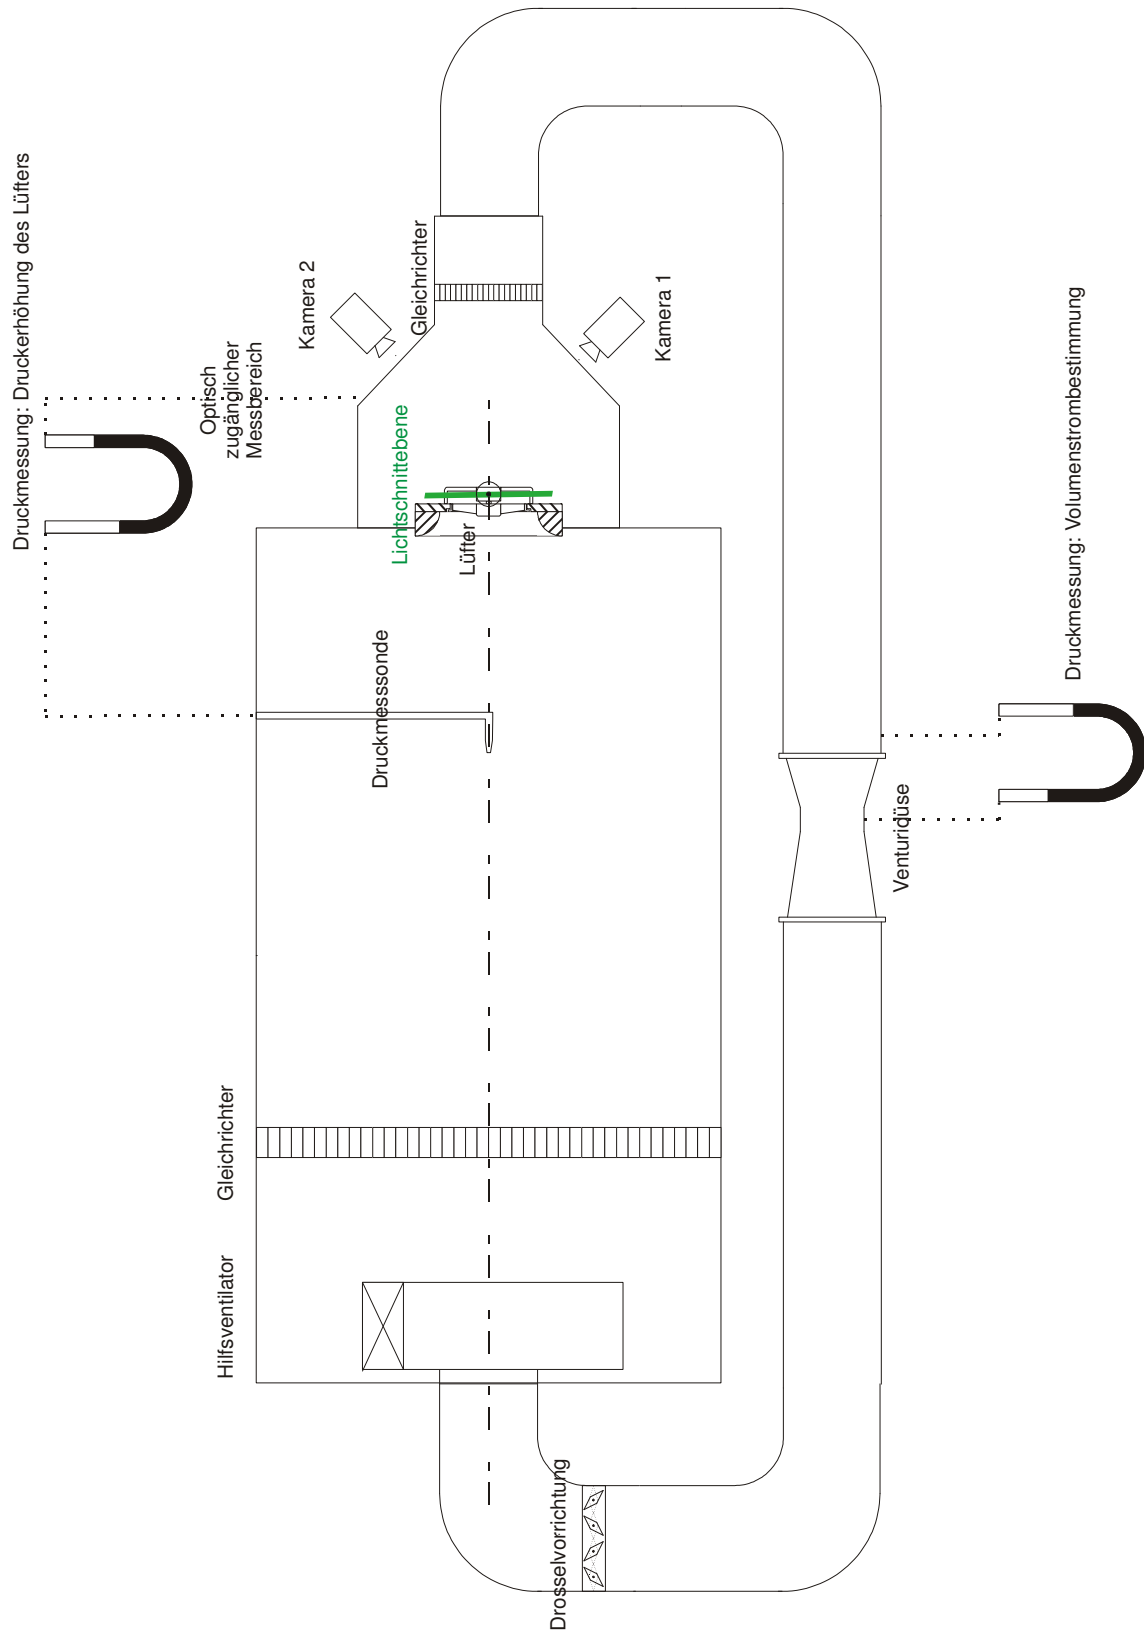 Druckmessung: Druckerhöhung des Lüfters
Optisch
zugänglicher
Messbereich
Kamera 2
Gleichrichter
Kamera 1
Lichtschnittebene
Lüfter
Druckmesssonde
Gleichrichter
Hilfsventilator
Drosselvorrichtung
Venturidüse
Druckmessung: Volumenstrombestimmung